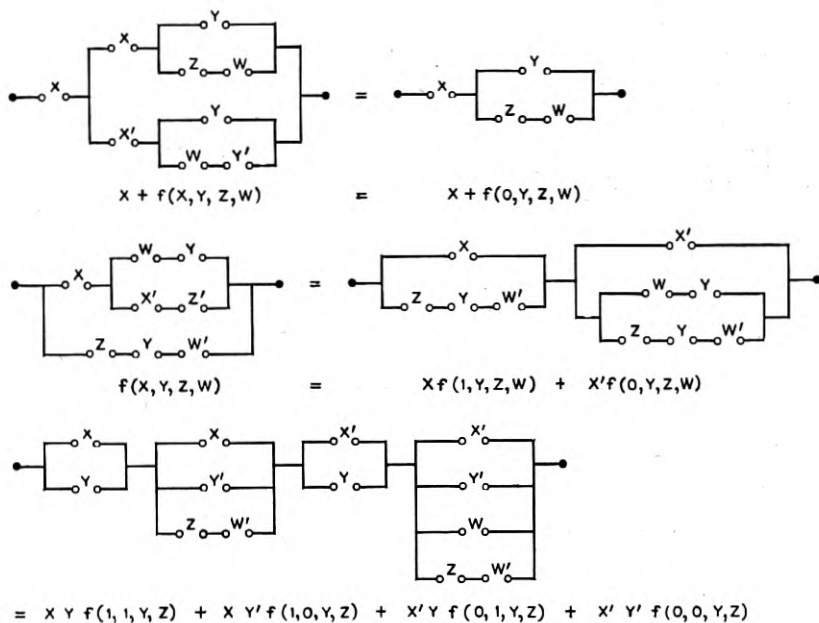 Y
X
Z W
X = X Y
Y Z W
X'
W Y'
X + f(X, Y, Z, W) = X + f(0, Y, Z, W)
W Y X X'
X =
X' Z' Z Y W' W Y
Z Y W' Z Y W'
f(X, Y, Z, W) = X f(1, Y, Z, W) + X' f(0, Y, Z, W)
X X X' X'
Y Y' Y Y'
Z W' W
Z W'
= X Y f(1, 1, Y, Z) + X Y' f(1, 0, Y, Z) + X' Y f(0, 1, Y, Z) + X' Y' f(0, 0, Y, Z)